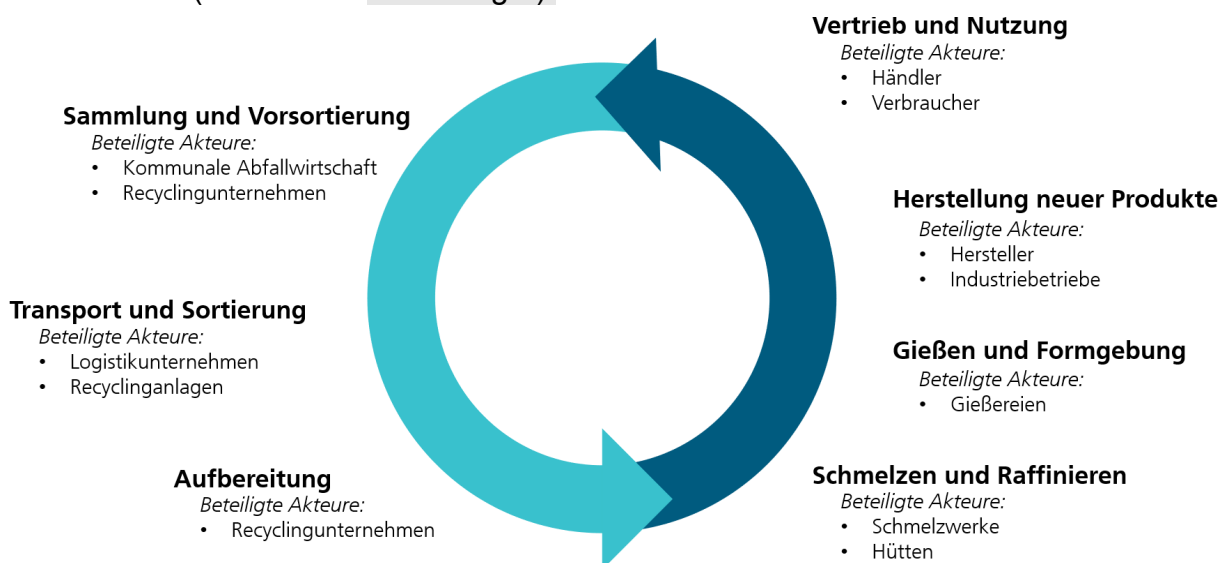 Vertrieb und Nutzung
Beteiligte Akteure:
• Händler
• Verbraucher
Sammlung und Vorsortierung
Beteiligte Akteure:
• Kommunale Abfallwirtschaft
• Recyclingunternehmen
Herstellung neuer Produkte
Beteiligte Akteure:
• Hersteller
• Industriebetriebe
Transport und Sortierung
Beteiligte Akteure:
• Logistikunternehmen
• Recyclinganlagen
Gießen und Formgebung
Beteiligte Akteure:
• Gießereien
Aufbereitung
Beteiligte Akteure:
• Recyclingunternehmen
Schmelzen und Raffinieren
Beteiligte Akteure:
• Schmelzwerke
• Hütten